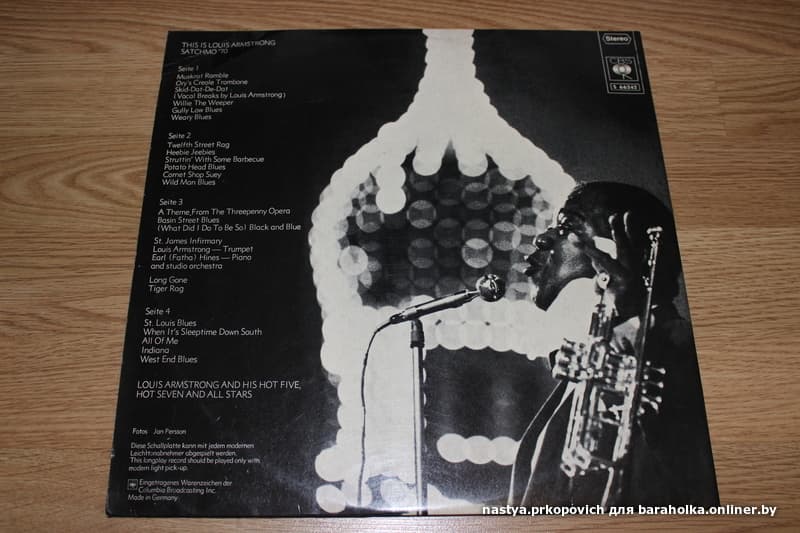 THIS IS LOUIS ARMSTRONG
SATCHMO '70
Seite 1
Muskrat Ramble
Ory's Creole Trombone
Skid-Dat-De-Dat
(Vocal Breaks by Louis Armstrong)
Willie The Weeper
Gully Low Blues
Weary Blues
Seite 2
Twelfth Street Rag
Heebie Jeebies
Struttin' With Some Barbecue
Potato Head Blues
Cornet Shop Suey
Wild Man Blues
Seite 3
A Theme From The Threepenny Opera
Basin Street Blues
(What Did I Do To Be So) Black and Blue
St. James Infirmary
Louis Armstrong — Trumpet
Earl (Fatha) Hines — Piano
and studio orchestra
Long Gone
Tiger Rag
Seite 4
St. Louis Blues
When It's Sleeptime Down South
All Of Me
Indiana
West End Blues
LOUIS ARMSTRONG AND HIS HOT FIVE,
HOT SEVEN AND ALL STARS
Fotos Jan Persson
Diese Schallplatte kann mit jedem modernen
Leichttonabnehmer abgespielt werden.
This longplay record should be played only with
modern light pick-up.
Eingetragenes Warenzeichen der
Columbia Broadcasting Inc.
Made in Germany
Stereo
CBS
S 66242
nastya.prkopovich для baraholka.onliner.by